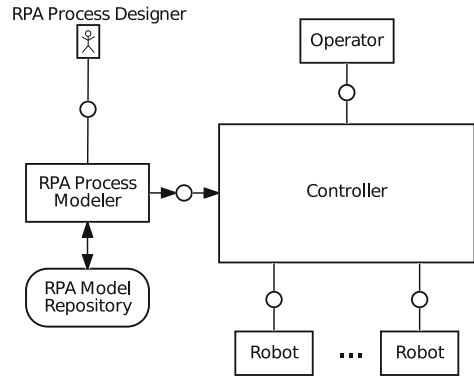 RPA Process Designer
Operator
RPA Process
Modeler
Controller
RPA Model
Repository
Robot
...
Robot